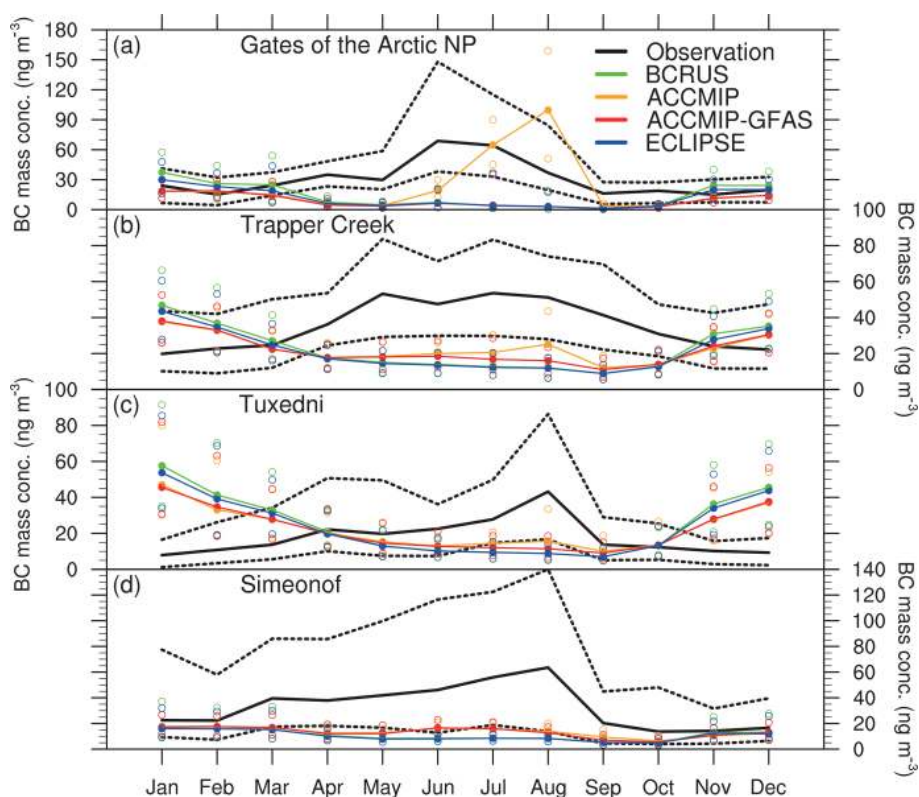 BC mass conc. (ng m⁻³)
180
150
120
90
60
30
0
(a)
Gates of the Arctic NP
Observation
BCRUS
ACCMIP
ACCMIP-GFAS
ECLIPSE
(b)
Trapper Creek
100
80
60
40
20
0
BC mass conc. (ng m⁻³)
BC mass conc. (ng m⁻³)
100
80
60
40
20
0
(c)
Tuxedni
(d)
Simeonof
140
120
100
80
60
40
20
0
BC mass conc. (ng m⁻³)
Jan Feb Mar Apr May Jun Jul Aug Sep Oct Nov Dec